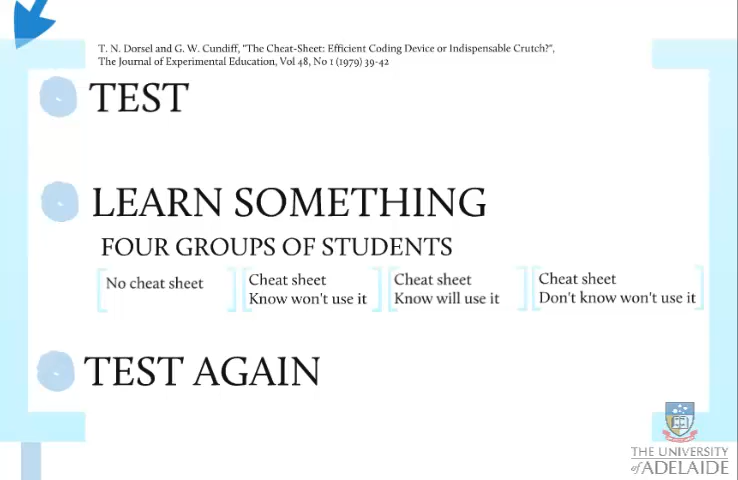 T. N. Dorsel and G. W. Cundiff, "The Cheat-Sheet: Efficient Coding Device or Indispensable Crutch?",
The Journal of Experimental Education, Vol 48, No 1 (1979) 39-42
TEST
LEARN SOMETHING
FOUR GROUPS OF STUDENTS
No cheat sheet
Cheat sheet
Know won't use it
Cheat sheet
Know will use it
Cheat sheet
Don't know won't use it
TEST AGAIN
THE UNIVERSITY
of ADELAIDE